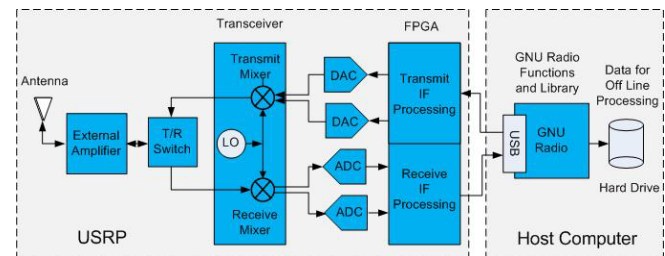 Transceiver
FPGA
Antenna
External
Amplifier
T/R
Switch
Transmit
Mixer
LO
Receive
Mixer
DAC
DAC
ADC
ADC
Transmit
IF
Processing
Receive
IF
Processing
USRP
GNU Radio
Functions
and Library
USB
GNU
Radio
Data for
Off Line
Processing
Hard Drive
Host Computer